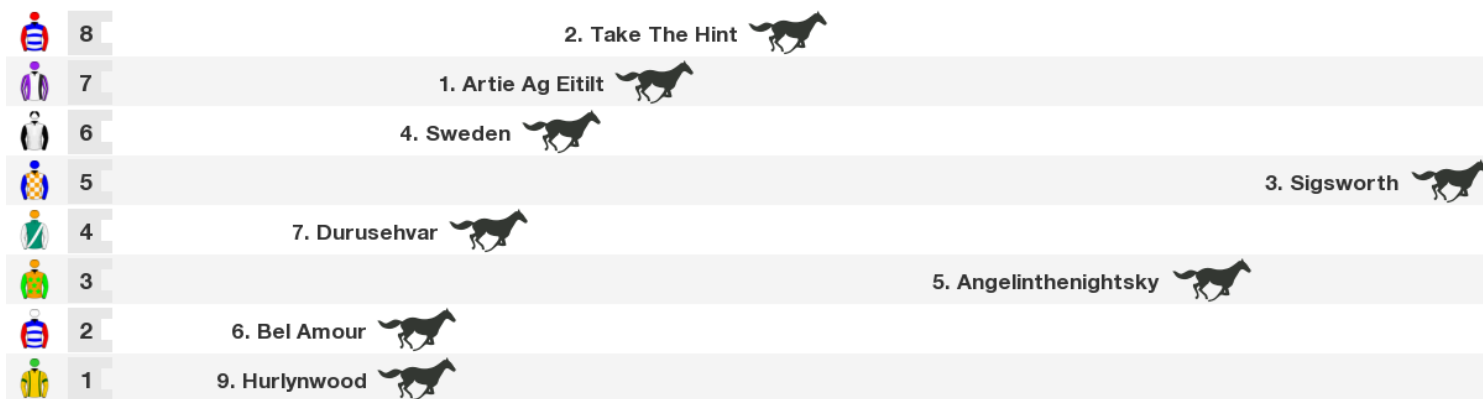 8 2. Take The Hint
7 1. Artie Ag Eitilt
6 4. Sweden
5 3. Sigsworth
4 7. Durusehvar
3 5. Angelinthenightsky
2 6. Bel Amour
1 9. Hurlynwood